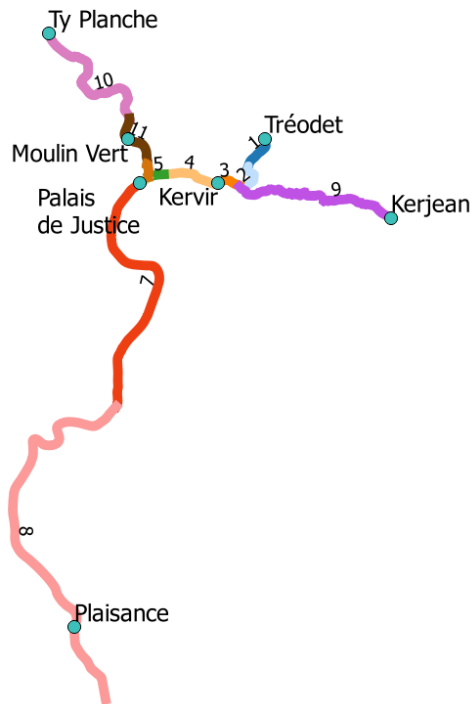 Ty Planche
10
11
Tréodet
1
Moulin Vert
5
4
3
2
Palais
de Justice
Kervir
9
Kerjean
7
8
Plaisance